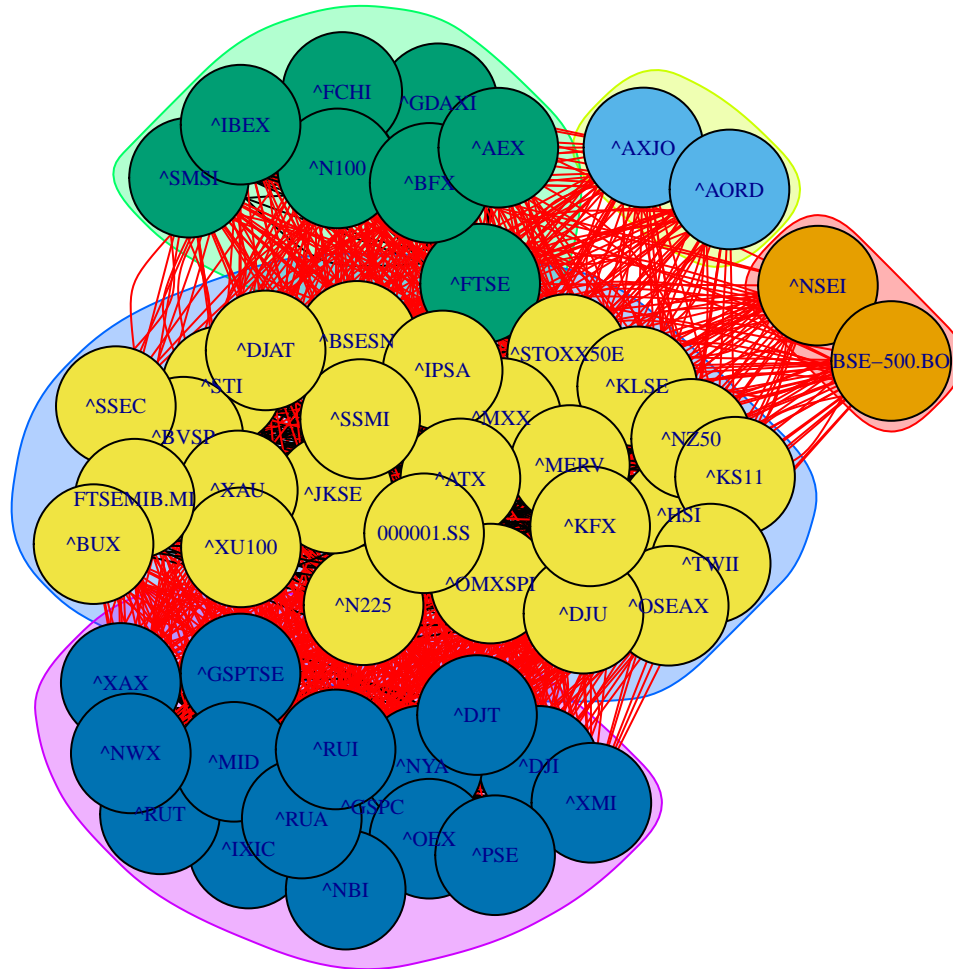 ^FCHI
^GDAXI
^IBEX
^AEX
^AXJO
^N100
^SMSI
^BFX
^AORD
^FTSE
^NSEI
^BSESN
^DJAT
^STOXX50E
BSE-500.BO
^IPSA
^STI
^KLSE
^SSEC
^SSMI
^MXX
^BVSP
^NZ50
^MERV
^KS11
^ATX
FTSEMIB.MI
^XAU
^JKSE
^HSI
000001.SS
^KFX
^BUX
^XU100
^TWII
^OMXSPI
^N225
^OSEAX
^DJU
^GSPTSE
^XAX
^DJT
^RUI
^NWX
^MID
^NYA
^DJI
^XMI
^GSPC
^RUT
^RUA
^OEX
^IXIC
^PSE
^NBI